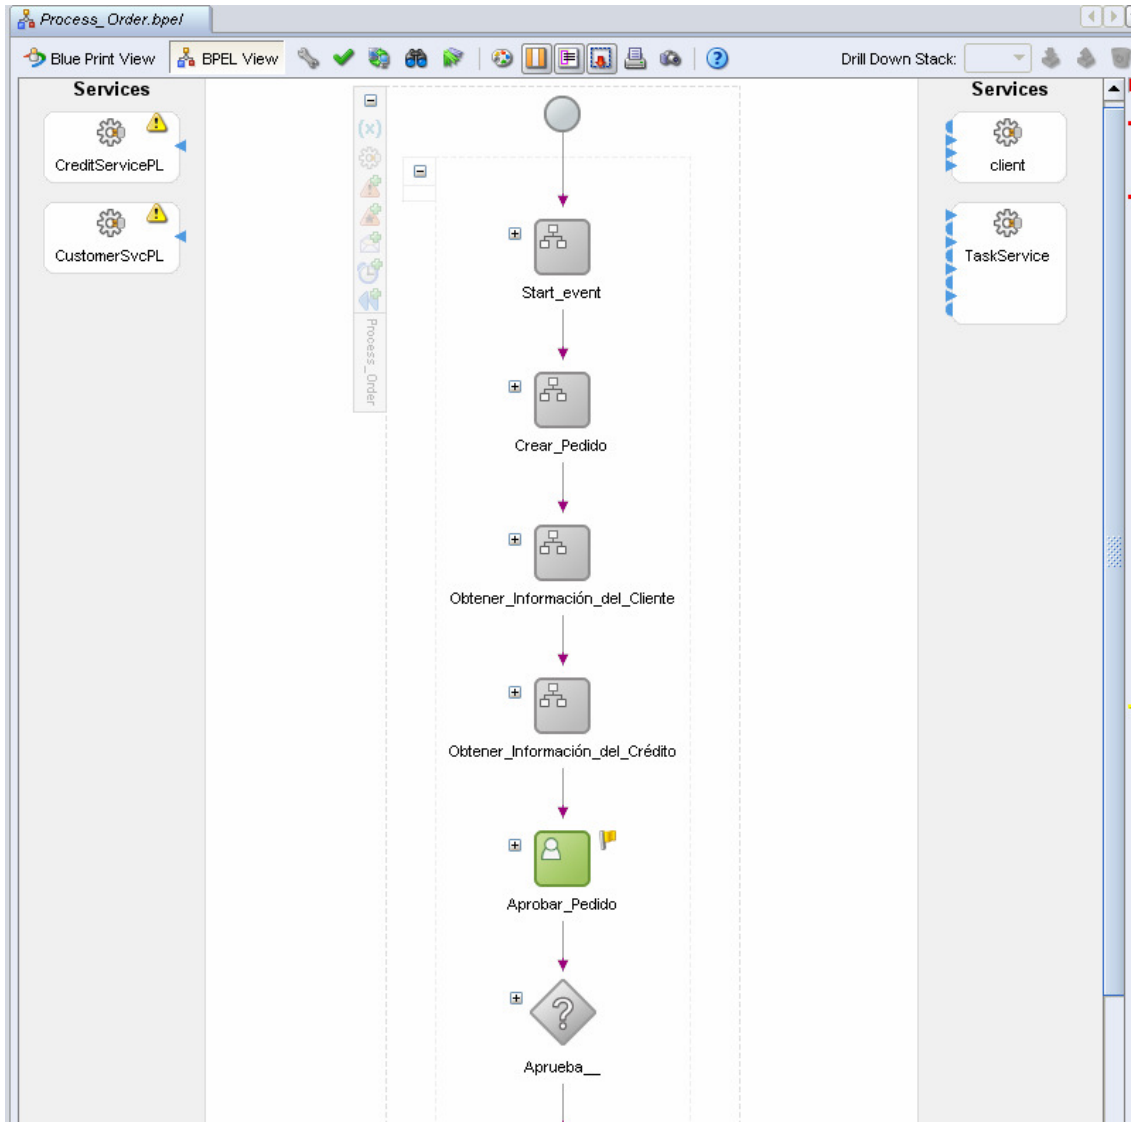 Process_Order.bpel
Blue Print View
BPEL View
Drill Down Stack:
Services
Services
CreditServicePL
client
CustomerSvcPL
TaskService
Process_Order
Start_event
Crear_Pedido
Obtener_Información_del_Cliente
Obtener_Información_del_Crédito
Aprobar_Pedido
Aprueba__